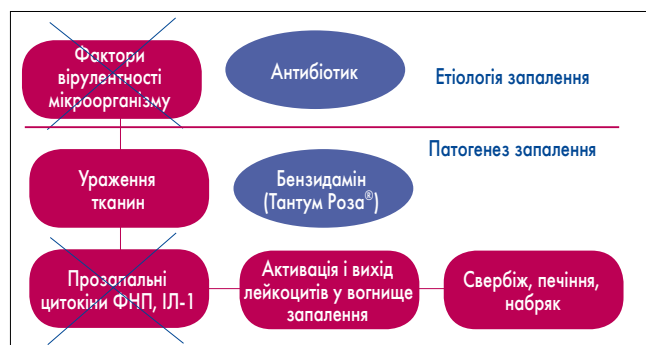 Фактори
вірулентності
мікроорганізму
Антибіотик
Етіологія запалення
Патогенез запалення
Ураження
тканин
Бензидамін
(Тантум Роза®)
Прозапальні
цитокіни ФНП, ІЛ-1
Активація і вихід
лейкоцитів у вогнище
запалення
Свербіж, печіння,
набряк